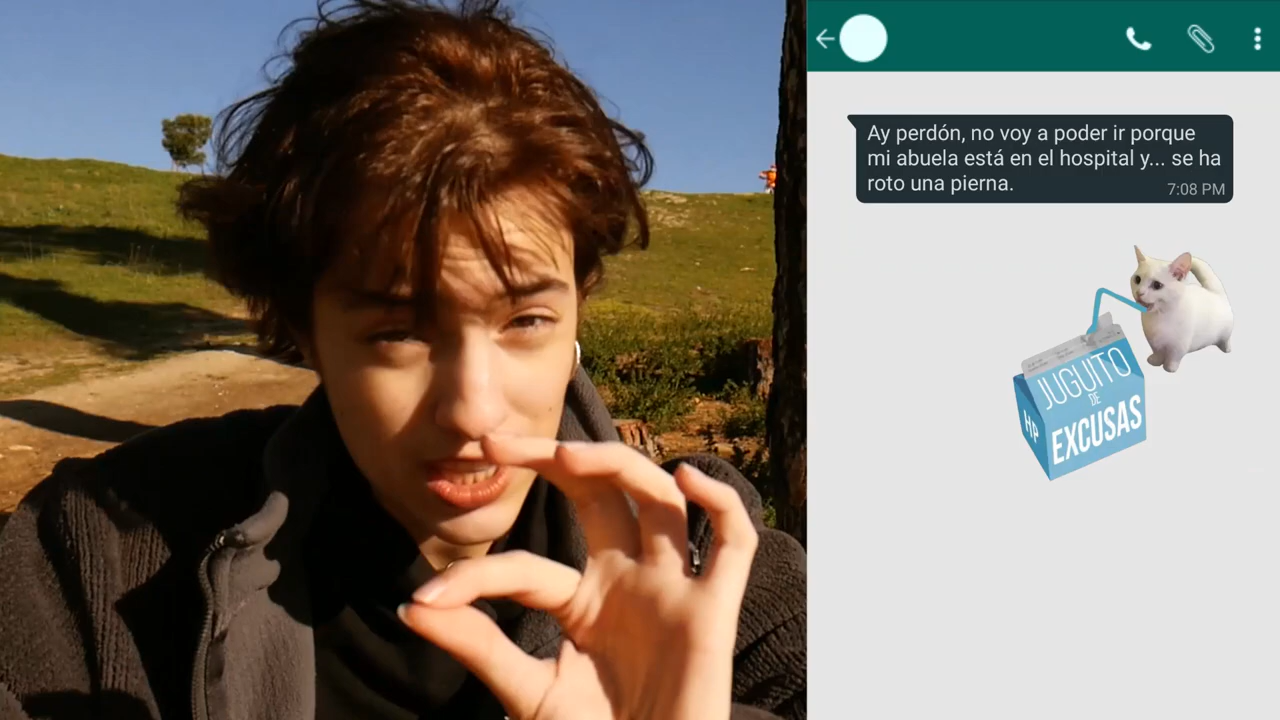 Ay perdón, no voy a poder ir porque
mi abuela está en el hospital y... se ha
roto una pierna.
7:08 PM
JUGUITO
DE
EXCUSAS
HP